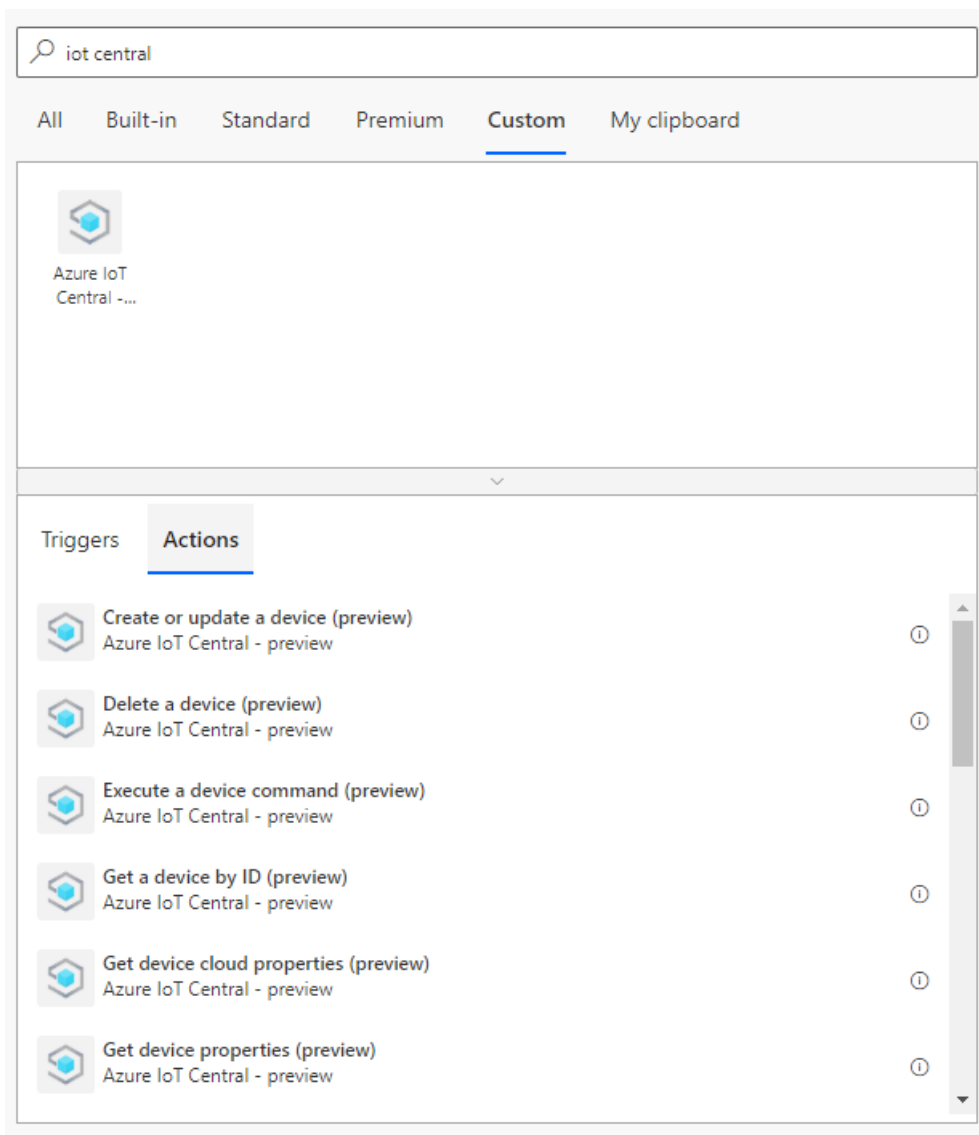 iot central
All Built-in Standard Premium Custom My clipboard
Azure IoT
Central -...
Triggers Actions
Create or update a device (preview)
Azure IoT Central - preview
Delete a device (preview)
Azure IoT Central - preview
Execute a device command (preview)
Azure IoT Central - preview
Get a device by ID (preview)
Azure IoT Central - preview
Get device cloud properties (preview)
Azure IoT Central - preview
Get device properties (preview)
Azure IoT Central - preview